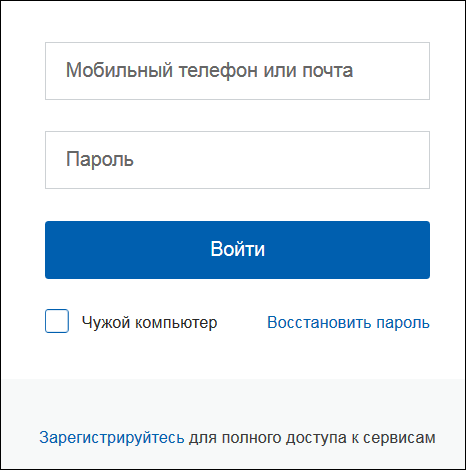 Мобильный телефон или почта
Пароль
Войти
Чужой компьютер Восстановить пароль
Зарегистрируйтесь для полного доступа к сервисам